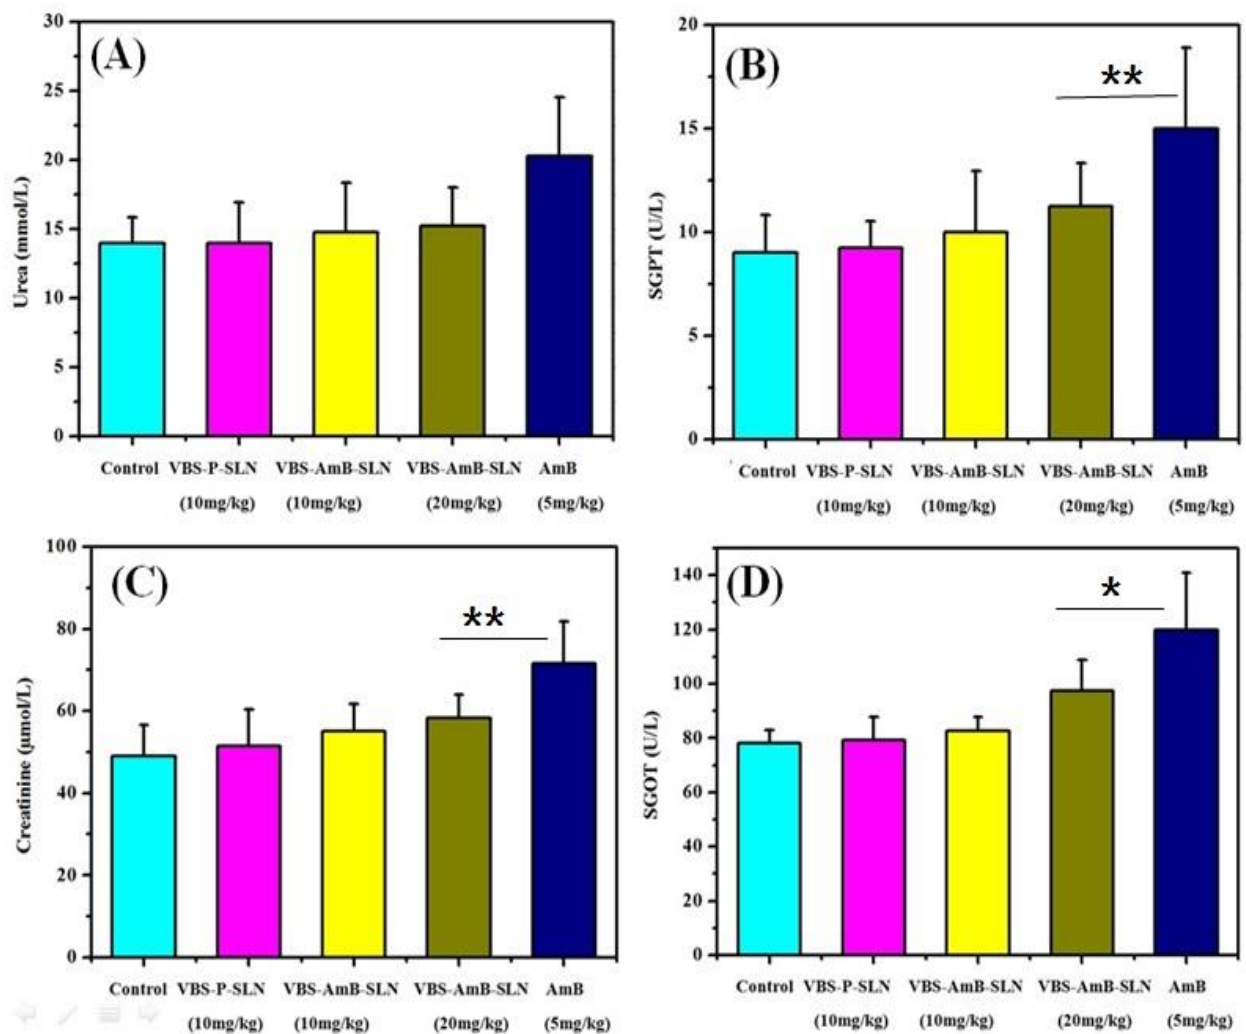 (A)
Urea (mmol/L)
30
25
20
15
10
5
0
Control VBS-P-SLN VBS-AmB-SLN VBS-AmB-SLN AmB
(10mg/kg) (10mg/kg) (20mg/kg) (5mg/kg)
(B)
**
SGPT (U/L)
20
15
10
5
0
Control VBS-P-SLN VBS-AmB-SLN VBS-AmB-SLN AmB
(10mg/kg) (10mg/kg) (20mg/kg) (5mg/kg)
(C)
**
Creatinine (µmol/L)
100
80
60
40
20
0
Control VBS-P-SLN VBS-AmB-SLN VBS-AmB-SLN AmB
(10mg/kg) (10mg/kg) (20mg/kg) (5mg/kg)
(D)
*
SGOT (U/L)
140
120
100
80
60
40
20
0
Control VBS-P-SLN VBS-AmB-SLN VBS-AmB-SLN AmB
(10mg/kg) (10mg/kg) (20mg/kg) (5mg/kg)